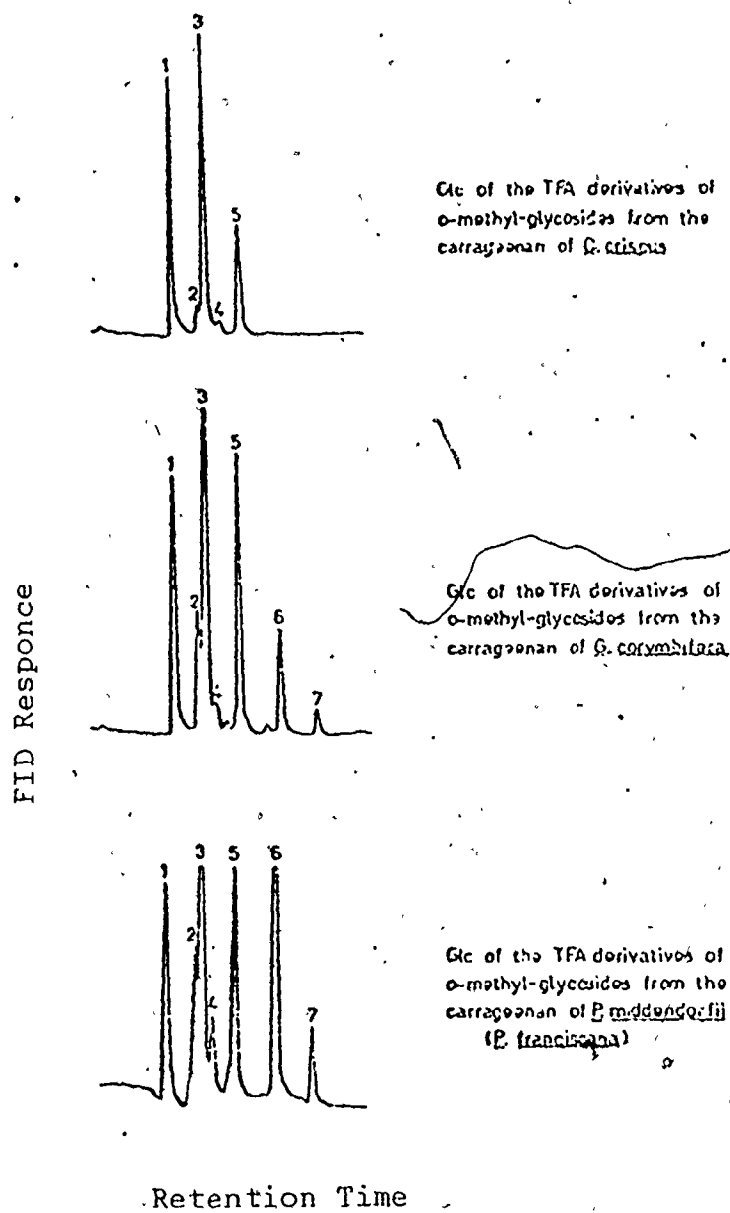 3
1
2
4
5
Glc of the TFA derivatives of
o-methyl-glycosides from the
carrageenan of G. crispus
3
1
2
5
6
7
Glc of the TFA derivatives of
o-methyl-glycosides from the
carrageenan of G. corymbifera
FID Responce
1
2
3
4
5
6
7
Glc of the TFA derivatives of
o-methyl-glycosides from the
carrageenan of P. middendorfii
(P. franciscana)
Retention Time